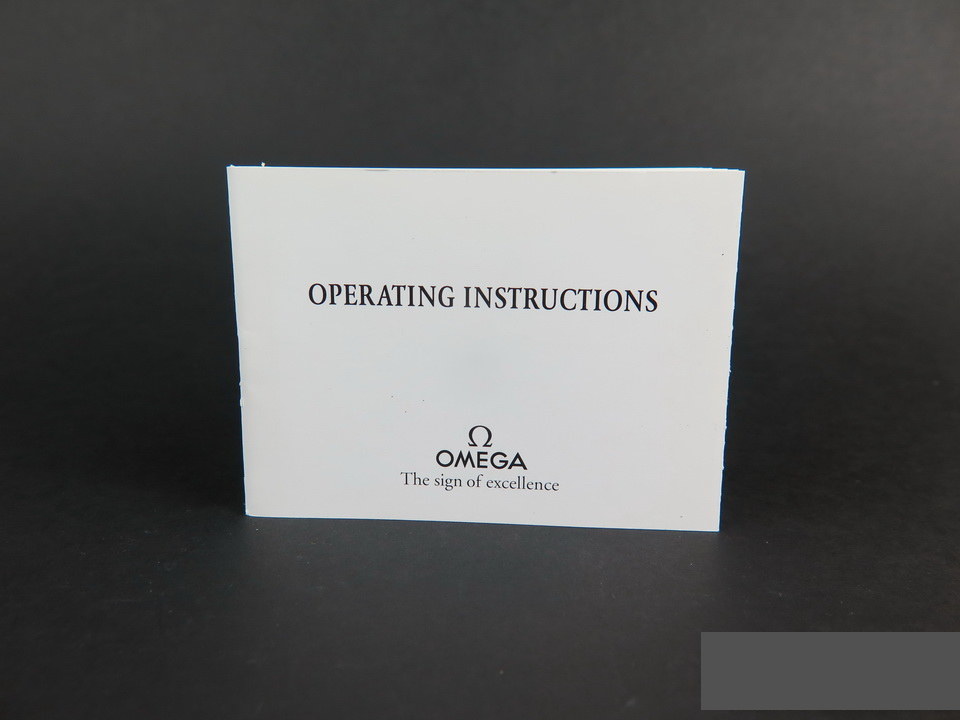 OPERATING INSTRUCTIONS
Ω
OMEGA
The sign of excellence